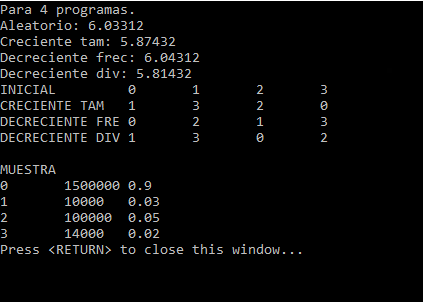 Para 4 programas.
Aleatorio: 6.03312
Creciente tam: 5.87432
Decreciente frec: 6.04312
Decreciente div: 5.81432
INICIAL 0 1 2 3
CRECIENTE TAM 1 3 2 0
DECRECIENTE FRE 0 2 1 3
DECRECIENTE DIV 1 3 0 2
MUESTRA
0 1500000 0.9
1 10000 0.03
2 100000 0.05
3 14000 0.02
Press <RETURN> to close this window...